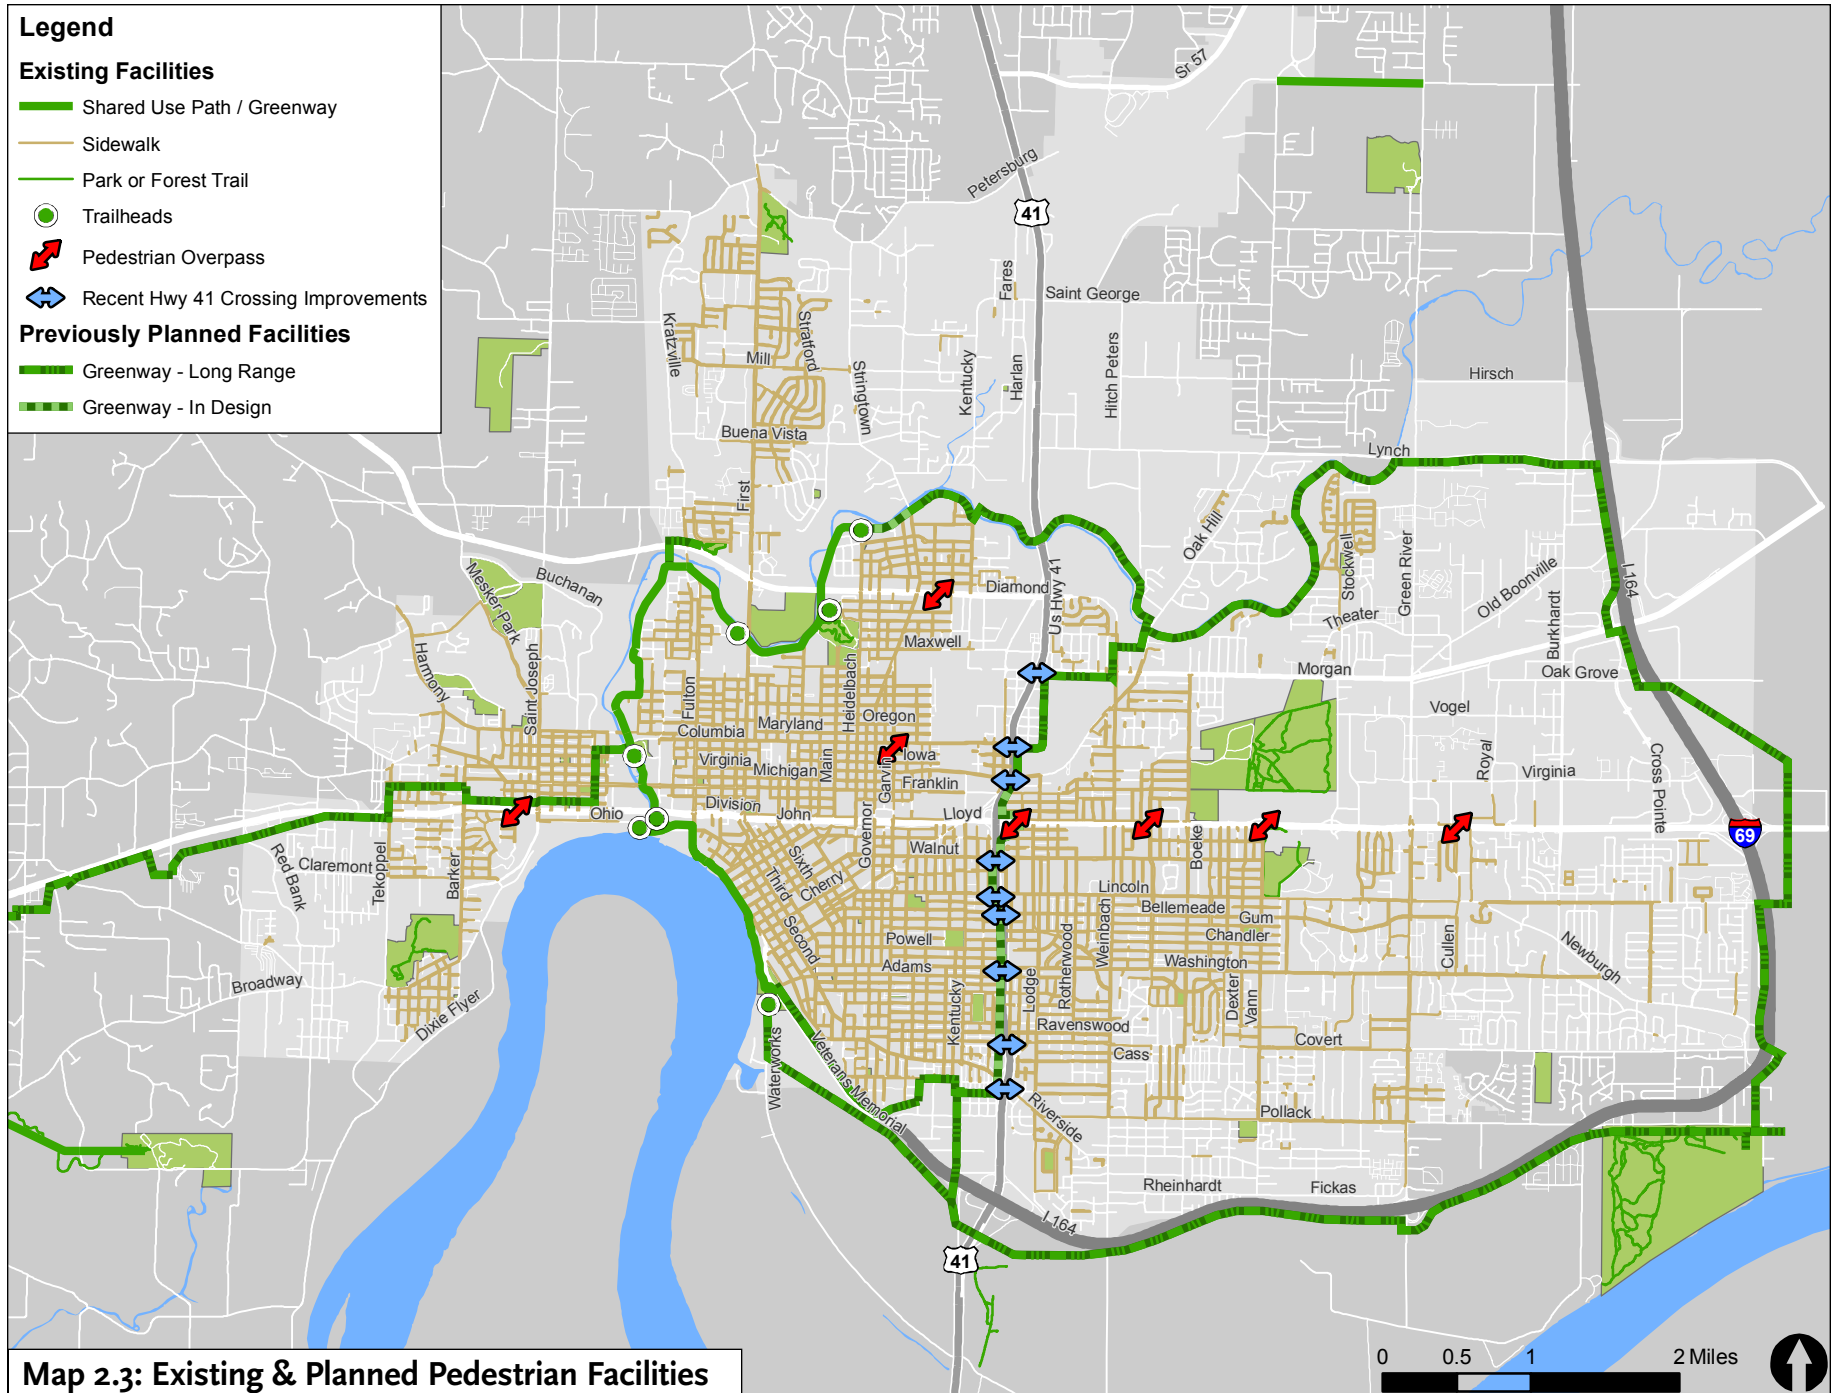 Legend
Existing Facilities
Shared Use Path / Greenway
Sidewalk
Park or Forest Trail
Trailheads
Pedestrian Overpass
Recent Hwy 41 Crossing Improvements
Previously Planned Facilities
Greenway - Long Range
Greenway - In Design
Sr 57
Petersburg
41
Fares
Saint George
Kratzville
Stratford
Mill
Stringtown
Kentucky
Harlan
Hitch Peters
Hirsch
Buena Vista
Lynch
First
Oak Hill
Stockwell
Green River
Old Boonville
I 164
Buchanan
Mesker Park
Diamond
Us Hwy 41
Theater
Burkhardt
Maxwell
Harmony
Saint Joseph
Heidelbach
Morgan
Oak Grove
Fulton
Columbia
Maryland
Oregon
Vogel
Virginia
Michigan
Main
Garvin
Iowa
Franklin
Royal
Virginia
Cross Pointe
Ohio
Division
John
Governor
Lloyd
69
Walnut
Boeke
Red Bank
Claremont
Tekoppel
Barker
Sixth
Third
Cherry
Lincoln
Bellemeade
Gum
Chandler
Second
Powell
Adams
Rotherwood
Weinbach
Washington
Cullen
Newburgh
Broadway
Dixie Flyer
Kentucky
Lodge
Dexter
Vann
Ravenswood
Covert
Cass
Waterworks
Veterans Memorial
Riverside
Pollack
Rheinhardt
Fickas
I 164
41
0 0.5 1 2 Miles
Map 2.3: Existing & Planned Pedestrian Facilities